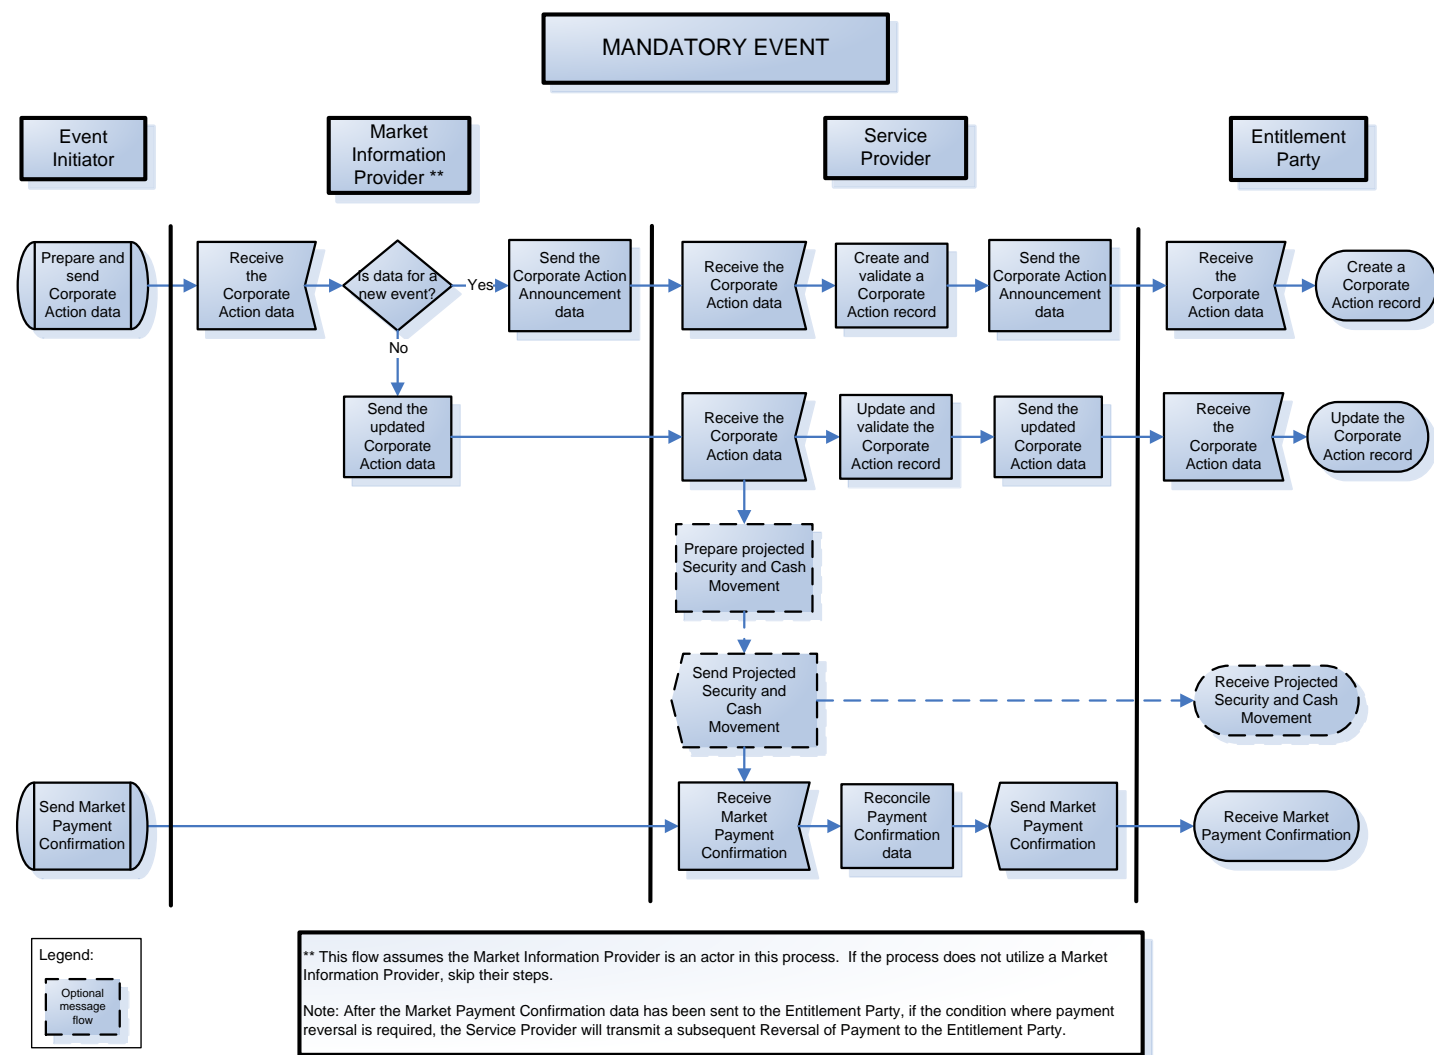 MANDATORY EVENT
Event
Initiator
Market
Information
Provider **
Service
Provider
Entitlement
Party
Prepare and
send
Corporate
Action data
Receive
the
Corporate
Action data
Is data for a
new event?
Yes
Send the
Corporate Action
Announcement
data
Receive the
Corporate
Action data
Create and
validate a
Corporate
Action record
Send the
Corporate Action
Announcement
data
Receive
the
Corporate
Action data
Create a
Corporate
Action record
No
Send the
updated
Corporate
Action data
Receive the
Corporate
Action data
Update and
validate the
Corporate
Action record
Send the
updated
Corporate
Action data
Receive
the
Corporate
Action data
Update the
Corporate
Action record
Prepare projected
Security and Cash
Movement
Send Projected
Security and
Cash
Movement
Receive Projected
Security and Cash
Movement
Send Market
Payment
Confirmation
Receive
Market
Payment
Confirmation
Reconcile
Payment
Confirmation
data
Send Market
Payment
Confirmation
Receive Market
Payment Confirmation
Legend:
Optional
message
flow
** This flow assumes the Market Information Provider is an actor in this process.  If the process does not utilize a Market
Information Provider, skip their steps.
Note: After the Market Payment Confirmation data has been sent to the Entitlement Party, if the condition where payment
reversal is required, the Service Provider will transmit a subsequent Reversal of Payment to the Entitlement Party.